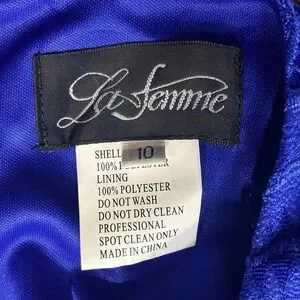 La femme
SHELL
10
100%
LINING
100% POLYESTER
DO NOT WASH
DO NOT DRY CLEAN
PROFESSIONAL
SPOT CLEAN ONLY
MADE IN CHINA